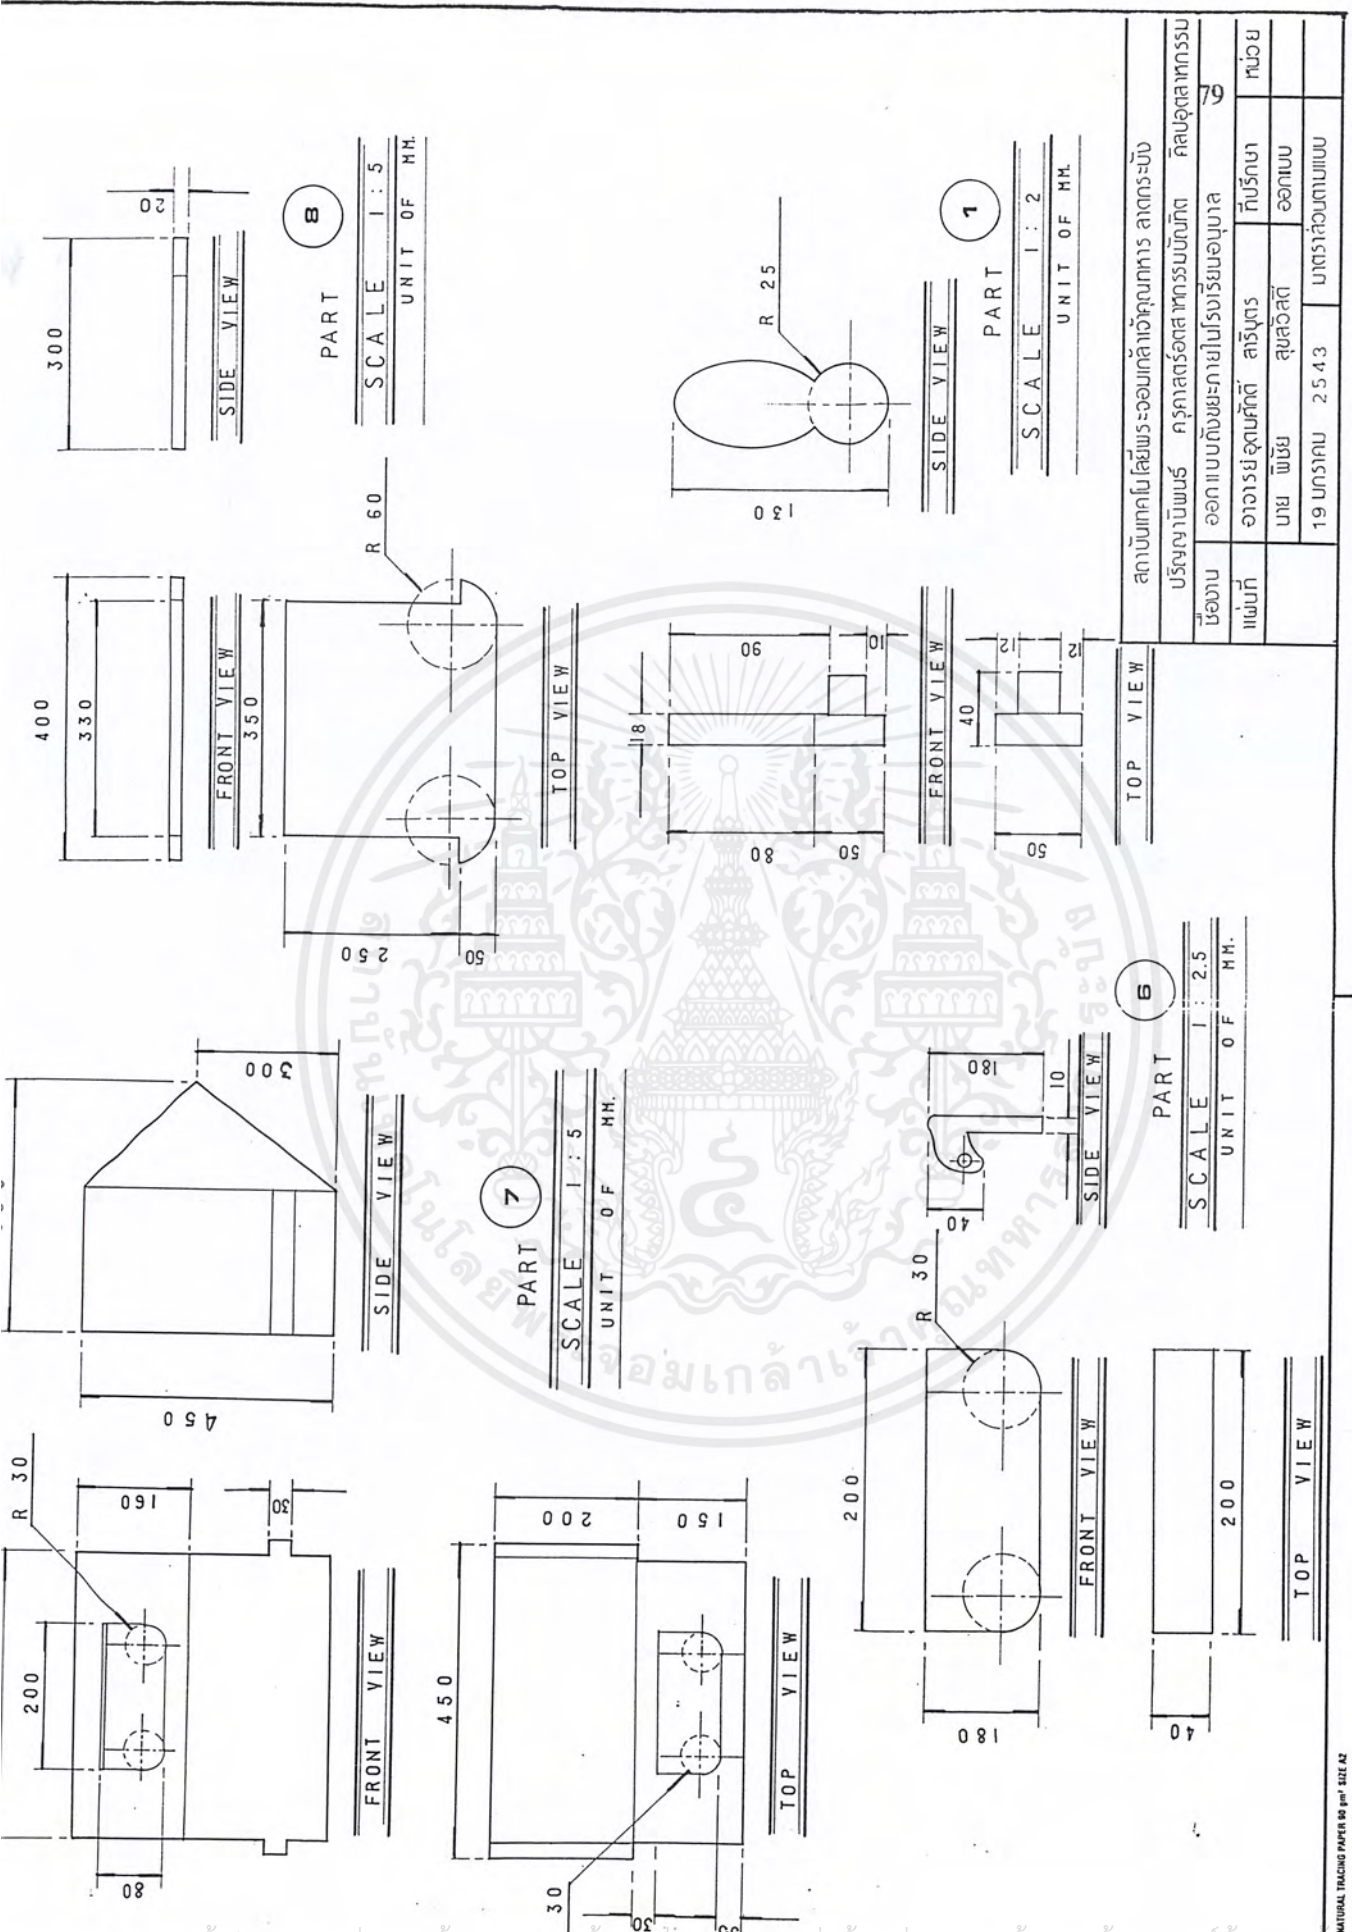 R 30
200
160
30
80
FRONT VIEW
450
300
SIDE VIEW
400
330
FRONT VIEW
300
20
SIDE VIEW
350
R 60
250
50
TOP VIEW
PART 8
SCALE 1 : 5
UNIT OF MM.
450
200
150
30
30
TOP VIEW
PART 7
SCALE 1 : 5
UNIT OF MM.
18
90
10
80
50
FRONT VIEW
R 25
130
SIDE VIEW
40
12
12
50
TOP VIEW
PART 1
SCALE 1 : 2
UNIT OF MM.
200
R 30
180
FRONT VIEW
180
10
40
SIDE VIEW
200
40
TOP VIEW
PART
SCALE 1 : 2.5
UNIT OF MM.
สถาบันเทคโนโลยีพระจอมเกล้าเจ้าคุณทหาร ลาดกระบัง
ปริญญานิพนธ์ ครุศาสตร์อุตสาหกรรมบัณฑิต ศิลปอุตสาหกรรม
ชื่องาน ออกแบบถังขยะภายในโรงเรียนอนุบาล 79
แผ่นที่ อาจารย์อุดมศักดิ์ สาริบุตร ที่ปรึกษา หน่วย
นาย พิชัย สุขสวัสดิ์ ออกแบบ
19 มกราคม 2543 มาตราส่วนตามแบบ
NATURAL TRACING PAPER 90 gm² SIZE A2